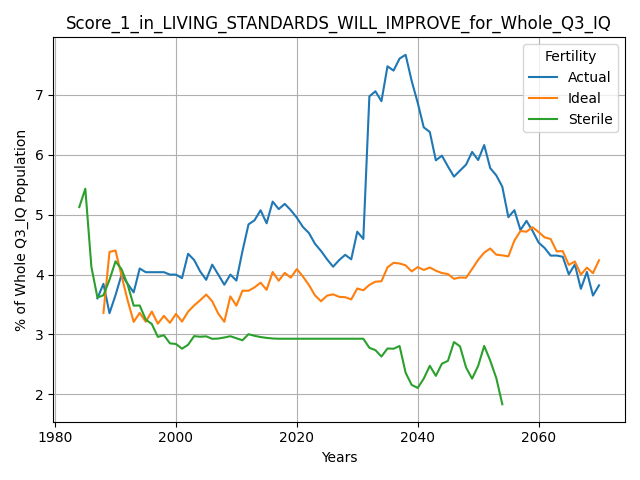 Score_1_in_LIVING_STANDARDS_WILL_IMPROVE_for_Whole_Q3_IQ
Fertility
Actual
Ideal
Sterile
% of Whole Q3_IQ Population
7
6
5
4
3
2
1980
2000
2020
2040
2060
Years